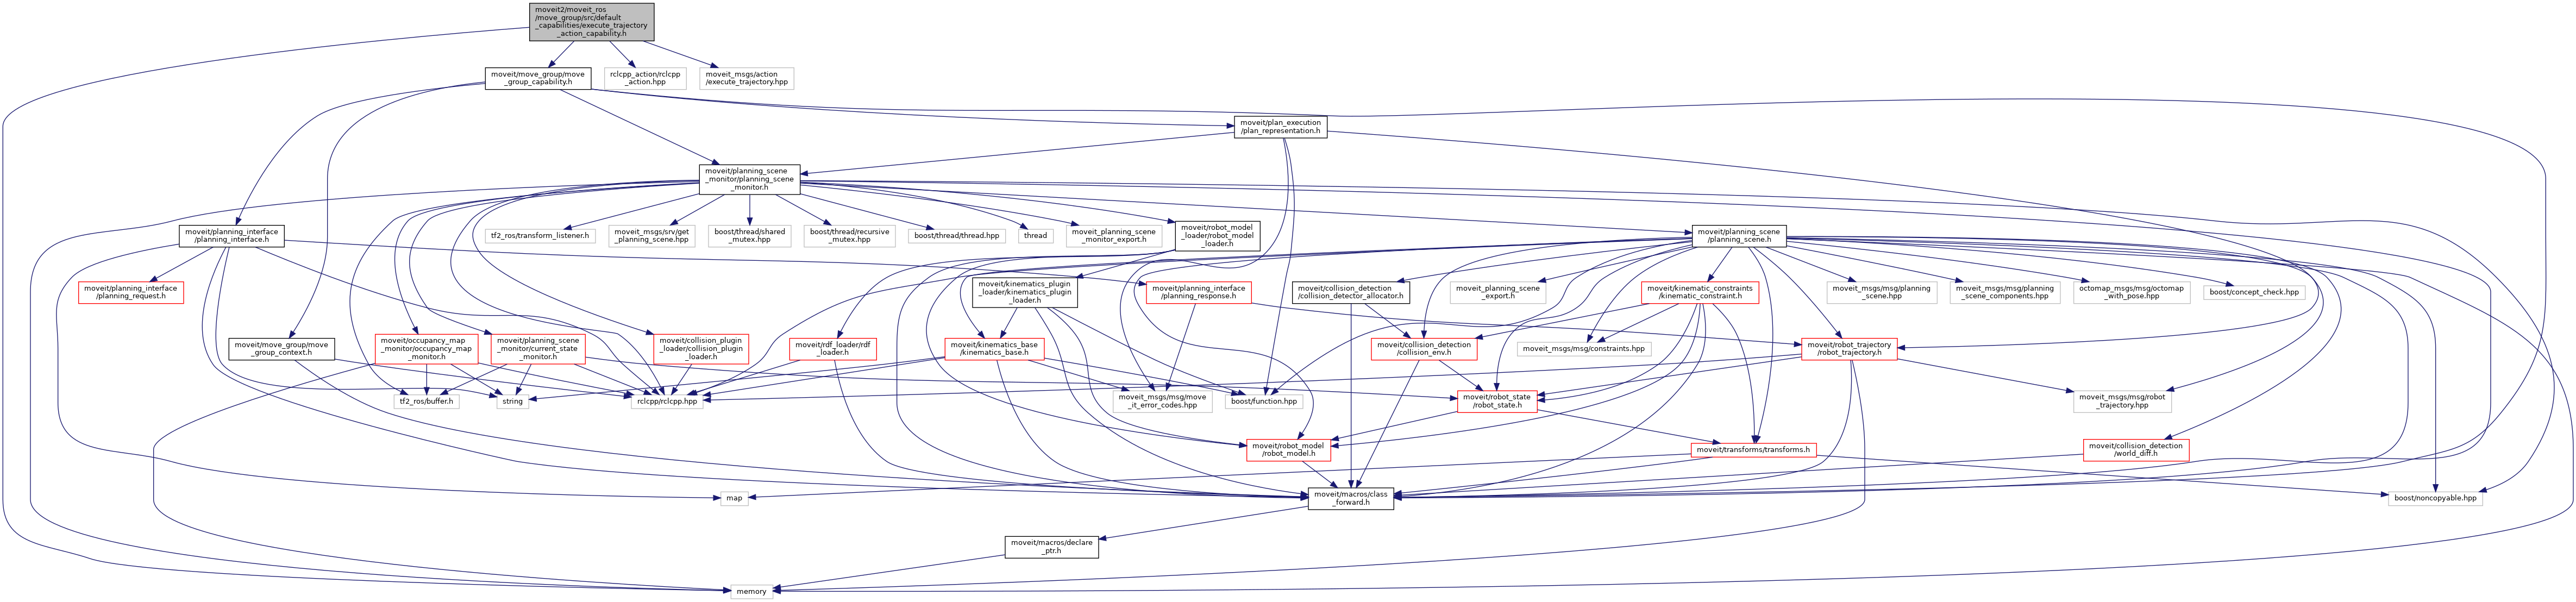 moveit2/moveit_ros
/move_group/src/default
_capabilities/execute_trajectory
_action_capability.h
moveit/move_group/move
_group_capability.h
rclcpp_action/rclcpp
_action.hpp
moveit_msgs/action
/execute_trajectory.hpp
moveit/plan_execution
/plan_representation.h
moveit/planning_scene
_monitor/planning_scene
_monitor.h
moveit/planning_interface
/planning_interface.h
tf2_ros/transform_listener.h
moveit_msgs/srv/get
_planning_scene.hpp
boost/thread/shared
_mutex.hpp
boost/thread/recursive
_mutex.hpp
boost/thread/thread.hpp
thread
moveit_planning_scene
_monitor_export.h
moveit/robot_model
_loader/robot_model
_loader.h
moveit/planning_scene
/planning_scene.h
moveit/planning_interface
/planning_request.h
moveit/kinematics_plugin
_loader/kinematics_plugin
_loader.h
moveit/planning_interface
/planning_response.h
moveit/collision_detection
/collision_detector_allocator.h
moveit_planning_scene
_export.h
moveit/kinematic_constraints
/kinematic_constraint.h
moveit_msgs/msg/planning
_scene.hpp
moveit_msgs/msg/planning
_scene_components.hpp
octomap_msgs/msg/octomap
_with_pose.hpp
boost/concept_check.hpp
moveit/move_group/move
_group_context.h
moveit/occupancy_map
_monitor/occupancy_map
_monitor.h
moveit/planning_scene
_monitor/current_state
_monitor.h
moveit/collision_plugin
_loader/collision_plugin
_loader.h
moveit/rdf_loader/rdf
_loader.h
moveit/kinematics_base
/kinematics_base.h
moveit/collision_detection
/collision_env.h
moveit_msgs/msg/constraints.hpp
moveit/robot_trajectory
/robot_trajectory.h
tf2_ros/buffer.h
string
rclcpp/rclcpp.hpp
moveit_msgs/msg/move
_it_error_codes.hpp
boost/function.hpp
moveit/robot_state
/robot_state.h
moveit_msgs/msg/robot
_trajectory.hpp
moveit/robot_model
/robot_model.h
moveit/transforms/transforms.h
moveit/collision_detection
/world_diff.h
map
moveit/macros/class
_forward.h
boost/noncopyable.hpp
moveit/macros/declare
_ptr.h
memory